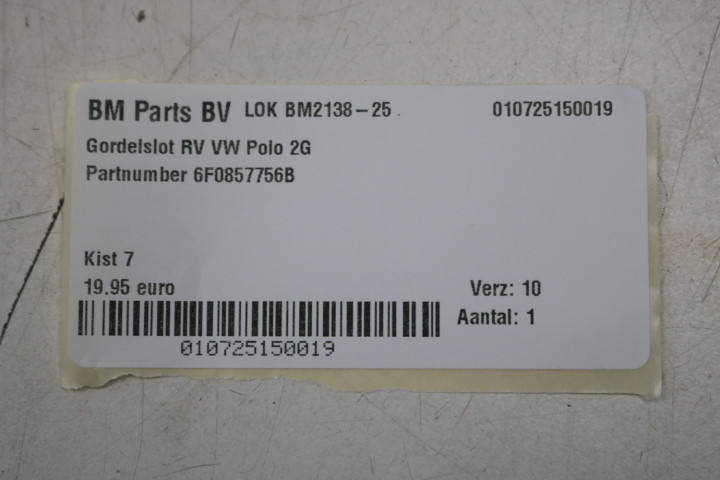 BM Parts BV LOK BM2138-25 010725150019
Gordelslot RV VW Polo 2G
Partnumber 6F0857756B
Kist 7
19.95 euro Verz: 10
Aantal: 1
010725150019